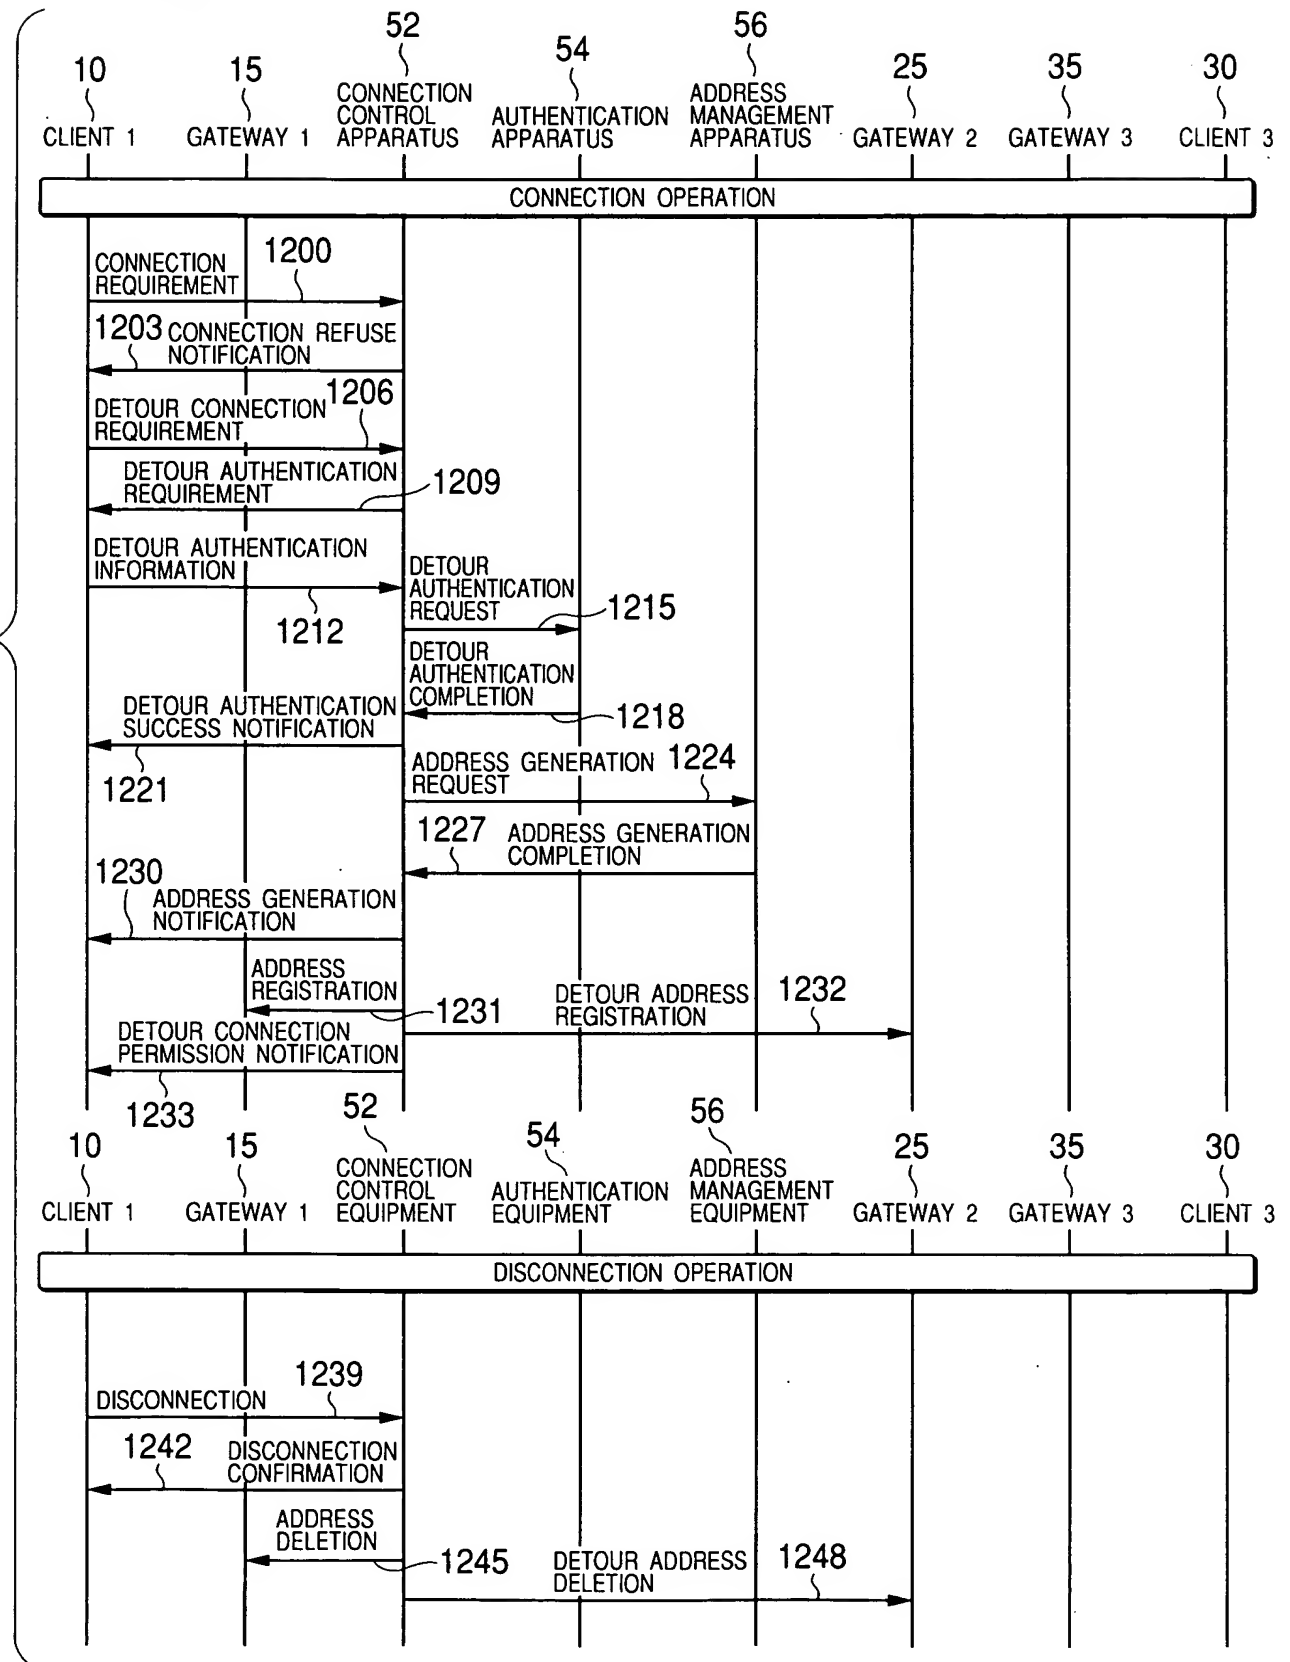 52
56
54
10
15
25
35
30
CONNECTION
CONTROL
APPARATUS
AUTHENTICATION
APPARATUS
ADDRESS
MANAGEMENT
APPARATUS
CLIENT 1
GATEWAY 1
GATEWAY 2
GATEWAY 3
CLIENT 3
CONNECTION OPERATION
CONNECTION
REQUIREMENT
1200
1203
CONNECTION REFUSE
NOTIFICATION
DETOUR CONNECTION
REQUIREMENT
1206
DETOUR AUTHENTICATION
REQUIREMENT
1209
DETOUR AUTHENTICATION
INFORMATION
1212
DETOUR
AUTHENTICATION
REQUEST
1215
DETOUR
AUTHENTICATION
COMPLETION
1218
DETOUR AUTHENTICATION
SUCCESS NOTIFICATION
1221
ADDRESS GENERATION
REQUEST
1224
1227
ADDRESS GENERATION
COMPLETION
1230
ADDRESS GENERATION
NOTIFICATION
ADDRESS
REGISTRATION
1231
DETOUR ADDRESS
REGISTRATION
1232
DETOUR CONNECTION
PERMISSION NOTIFICATION
1233
52
56
54
10
15
25
35
30
CONNECTION
CONTROL
EQUIPMENT
AUTHENTICATION
EQUIPMENT
ADDRESS
MANAGEMENT
EQUIPMENT
CLIENT 1
GATEWAY 1
GATEWAY 2
GATEWAY 3
CLIENT 3
DISCONNECTION OPERATION
DISCONNECTION
1239
1242
DISCONNECTION
CONFIRMATION
ADDRESS
DELETION
1245
DETOUR ADDRESS
DELETION
1248